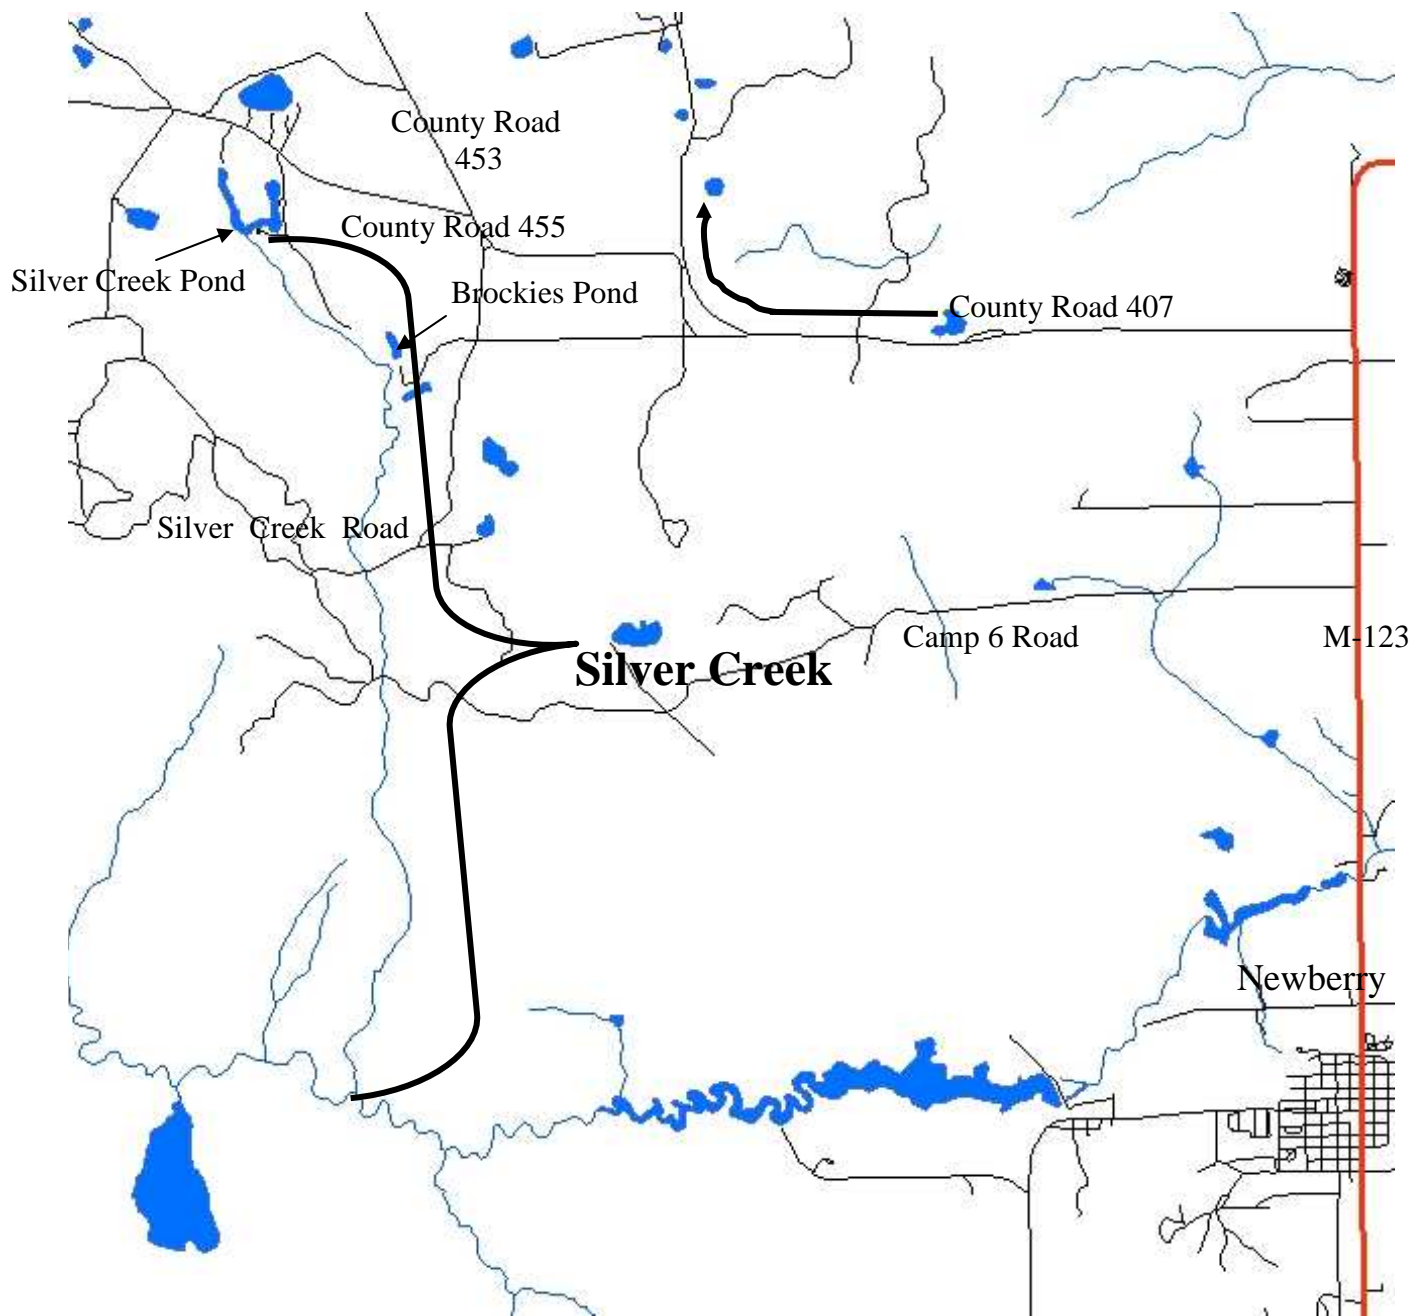 County Road
453
County Road 455
Silver Creek Pond
Brockies Pond
County Road 407
Silver Creek Road
Camp 6 Road
M-123
Silver Creek
Newberry